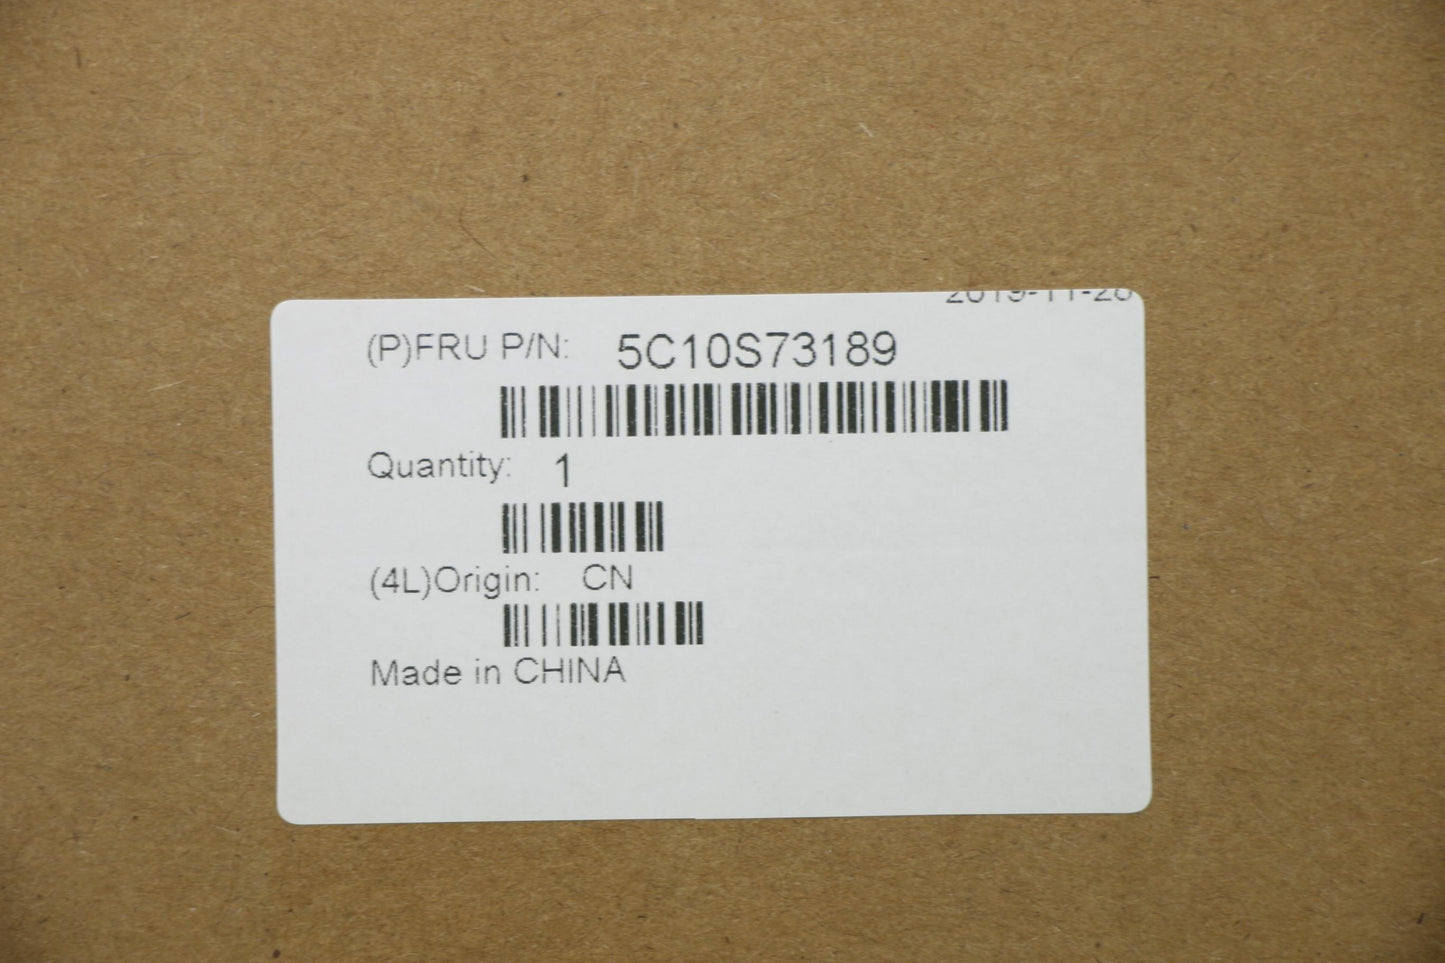 (P)FRU P/N: 5C10S73189
Quantity: 1
(4L)Origin: CN
Made in CHINA